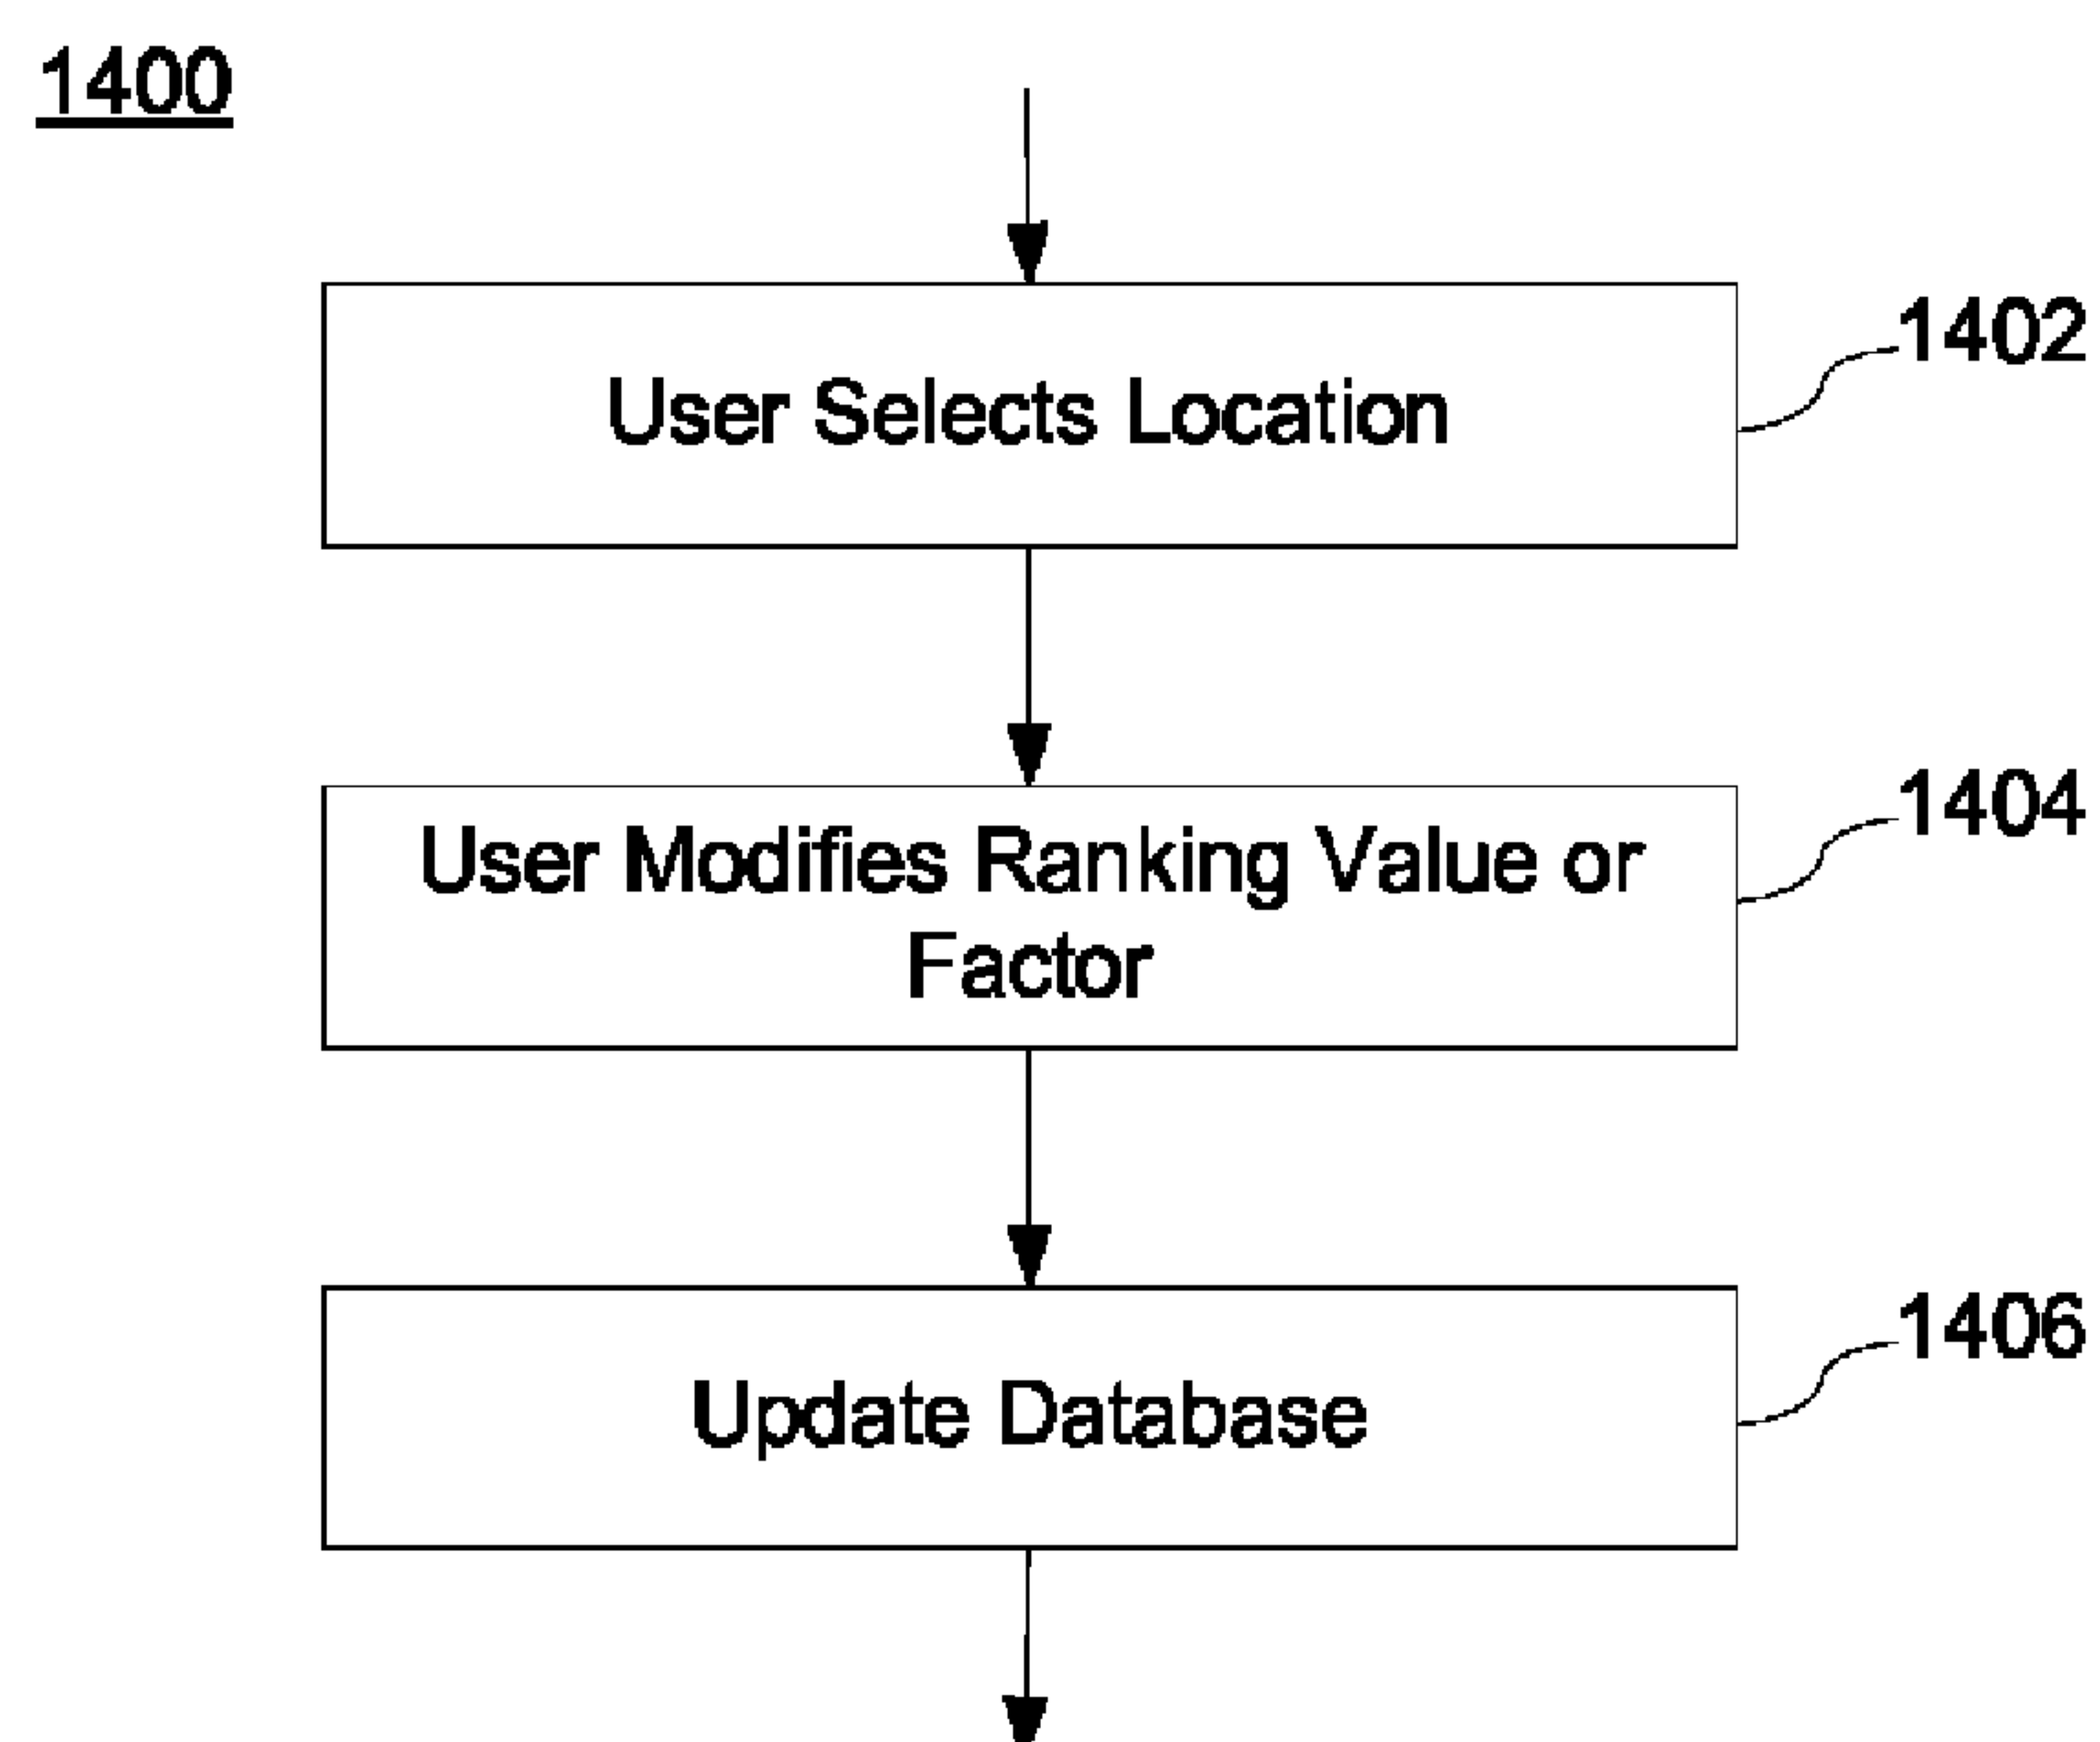 1400
User Selects Location
1402
User Modifies Ranking Value or
Factor
1404
Update Database
1406